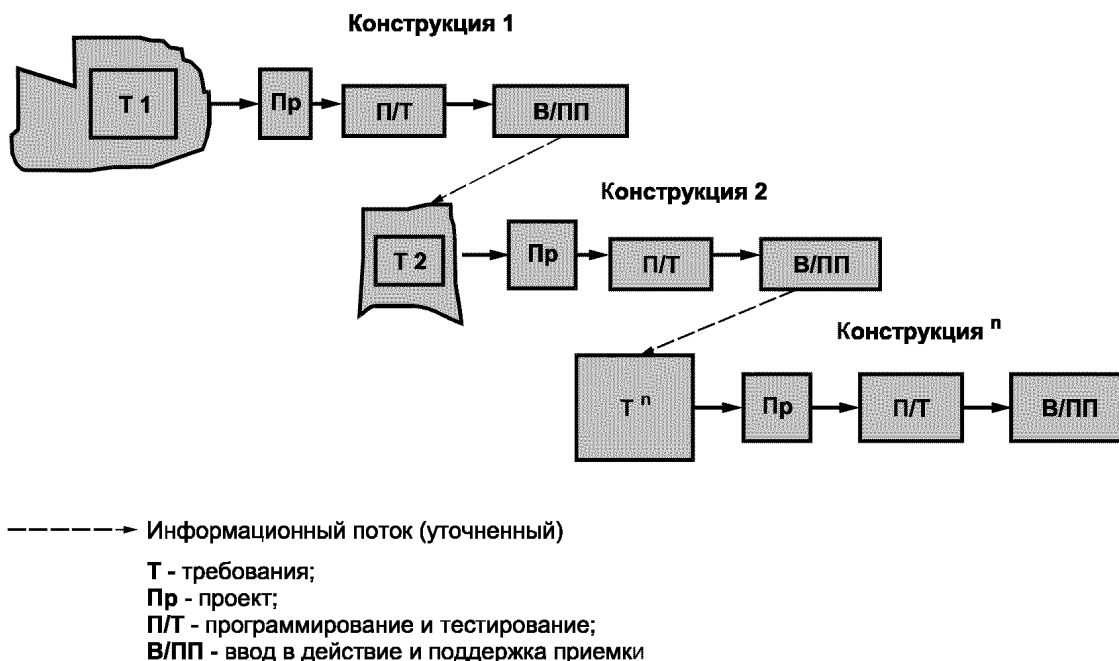 Конструкция 1
Т 1
Пр
П/Т
В/ПП
Конструкция 2
Т 2
Пр
П/Т
В/ПП
Конструкция n
Т n
Пр
П/Т
В/ПП
Информационный поток (уточненный)
Т - требования;
Пр - проект;
П/Т - программирование и тестирование;
В/ПП - ввод в действие и поддержка приемки